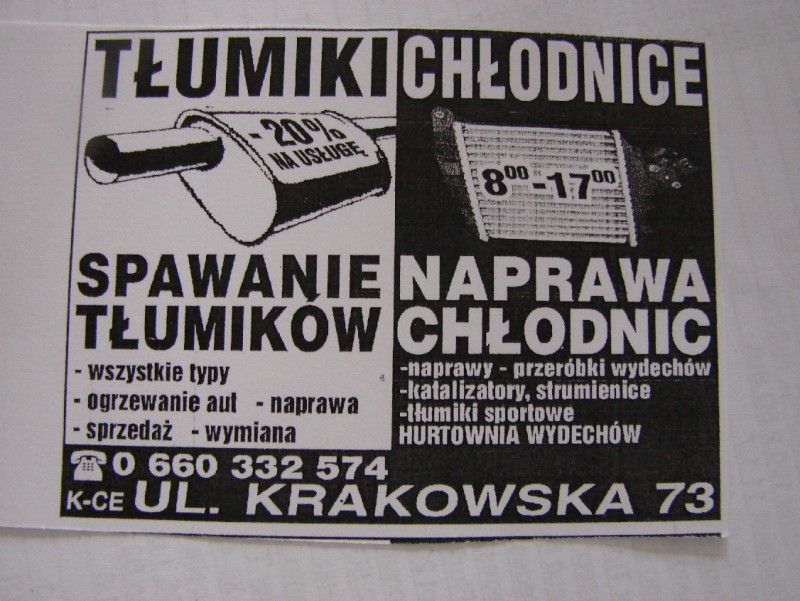 TŁUMIKI
- 20%
NA USŁUGĘ
SPAWANIE
TŁUMIKÓW
- wszystkie typy
- ogrzewanie aut - naprawa
- sprzedaż - wymiana
CHŁODNICE
8⁰⁰-17⁰⁰
NAPRAWA
CHŁODNIC
-naprawy - przeróbki wydechów
-katalizatory, strumienice
-tłumiki sportowe
HURTOWNIA WYDECHÓW
☎ 0 660 332 574
K-CE UL. KRAKOWSKA 73